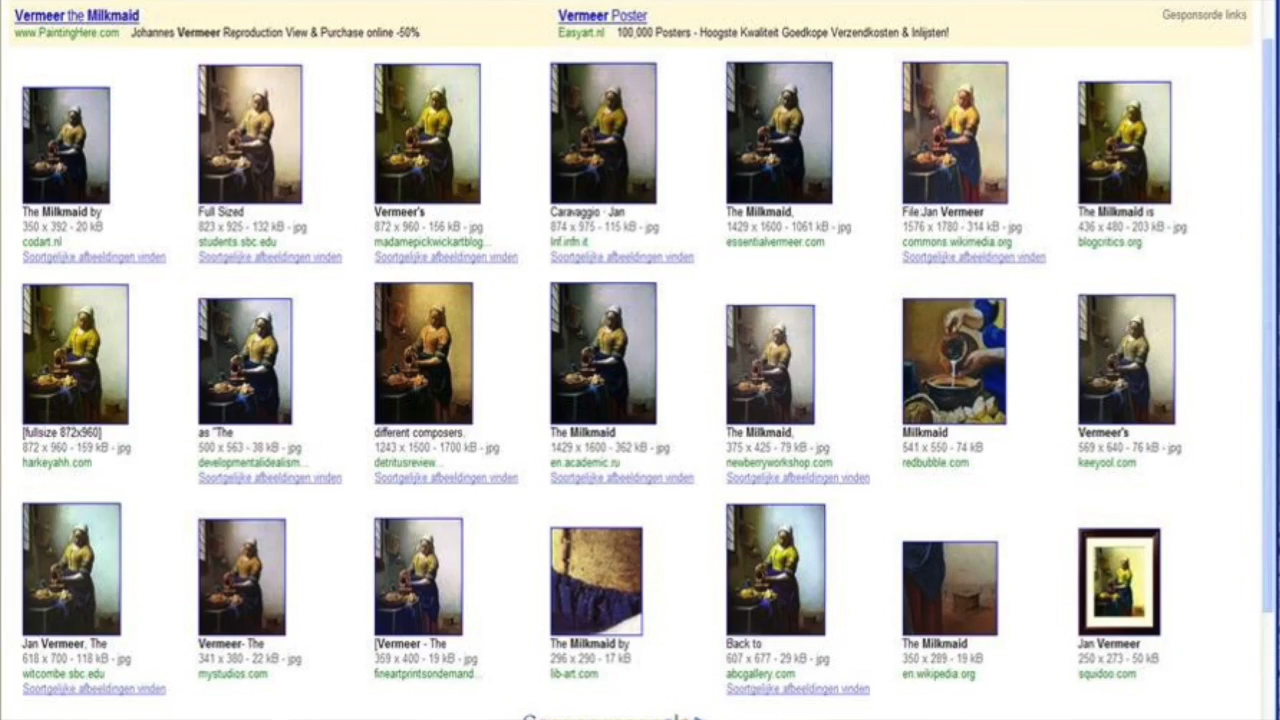 Vermeer the Milkmaid
www.PaintingHere.com Johannes Vermeer Reproduction View & Purchase online -50%
Vermeer Poster
Easyart.nl 100,000 Posters - Hoogste Kwaliteit Goedkope Verzendkosten & Inlijsten!
Gesponsorde links
The Milkmaid by
350 x 392 - 20 kB
codart.nl
Soortgelijke afbeeldingen vinden
Full Sized
823 x 925 - 132 kB - jpg
students.sbc.edu
Soortgelijke afbeeldingen vinden
Vermeer's
872 x 960 - 156 kB - jpg
madamepickwickartblog...
Soortgelijke afbeeldingen vinden
Caravaggio · Jan
874 x 975 - 115 kB - jpg
lnf.infn.it
Soortgelijke afbeeldingen vinden
The Milkmaid,
1429 x 1600 - 1061 kB - jpg
essentialvermeer.com
File:Jan Vermeer
1576 x 1780 - 314 kB - jpg
commons.wikimedia.org
Soortgelijke afbeeldingen vinden
The Milkmaid is
436 x 480 - 203 kB - jpg
blogcritics.org
[fullsize 872x960]
872 x 960 - 159 kB - jpg
harkeyahh.com
as "The
500 x 563 - 38 kB - jpg
developmentalidealism...
Soortgelijke afbeeldingen vinden
different composers,
1243 x 1500 - 1700 kB - jpg
detritusreview...
Soortgelijke afbeeldingen vinden
The Milkmaid
1429 x 1600 - 362 kB - jpg
en.academic.ru
Soortgelijke afbeeldingen vinden
The Milkmaid,
375 x 425 - 79 kB - jpg
newberryworkshop.com
Soortgelijke afbeeldingen vinden
Milkmaid
541 x 550 - 74 kB
redbubble.com
Vermeer's
569 x 640 - 76 kB - jpg
keeyool.com
Jan Vermeer, The
618 x 700 - 118 kB - jpg
witcombe.sbc.edu
Soortgelijke afbeeldingen vinden
Vermeer- The
341 x 380 - 22 kB - jpg
mystudios.com
[Vermeer - The
359 x 400 - 19 kB - jpg
fineartprintsondemand...
The Milkmaid by
296 x 290 - 17 kB
lib-art.com
Back to
607 x 677 - 29 kB - jpg
abcgallery.com
Soortgelijke afbeeldingen vinden
The Milkmaid
350 x 289 - 19 kB
en.wikipedia.org
Jan Vermeer
250 x 273 - 50 kB
squidoo.com